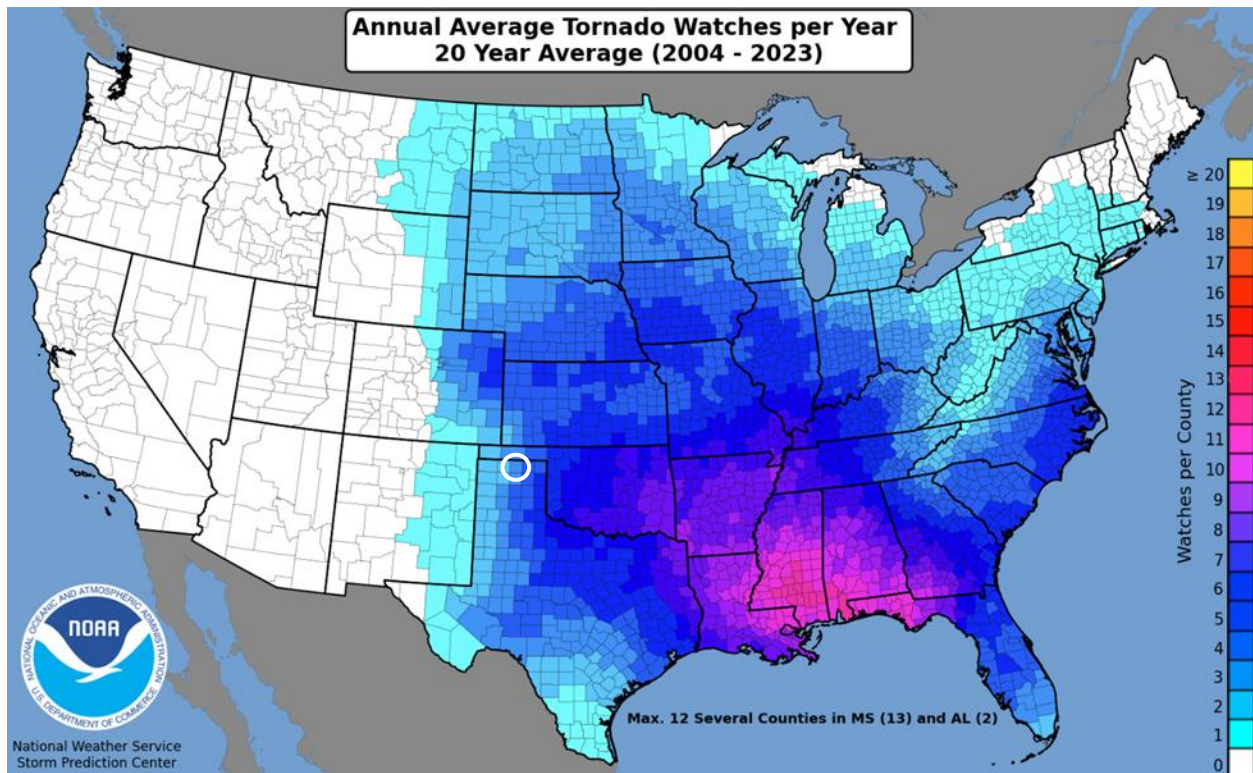 Annual Average Tornado Watches per Year
20 Year Average (2004 - 2023)
≥ 20
19
18
17
16
15
14
13
12
11
10
9
8
7
6
5
4
3
2
1
0
Watches per County
Max. 12 Several Counties in MS (13) and AL (2)
NATIONAL OCEANIC AND ATMOSPHERIC ADMINISTRATION
NOAA
U.S. DEPARTMENT OF COMMERCE
National Weather Service
Storm Prediction Center